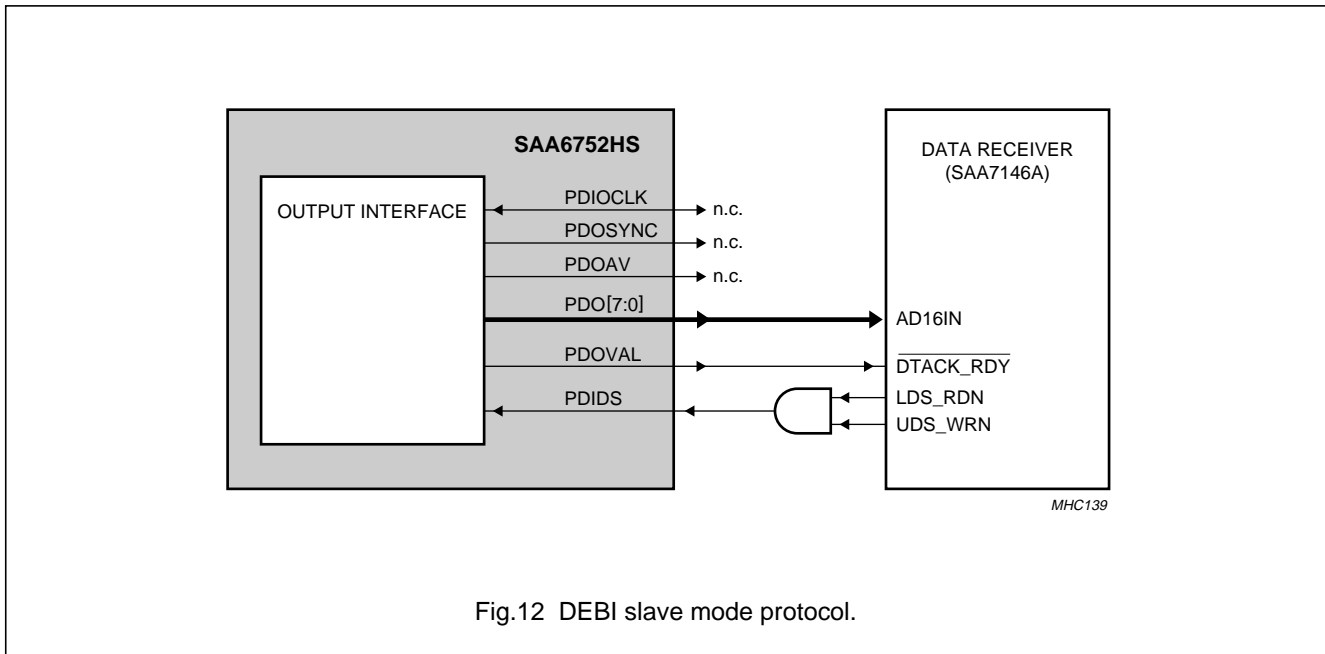 SAA6752HS
OUTPUT INTERFACE
PDIOCLK
n.c.
PDOSYNC
n.c.
PDOAV
n.c.
PDO[7:0]
PDOVAL
PDIDS
DATA RECEIVER
(SAA7146A)
AD16IN
DTACK_RDY
LDS_RDN
UDS_WRN
MHC139
Fig.12 DEBI slave mode protocol.